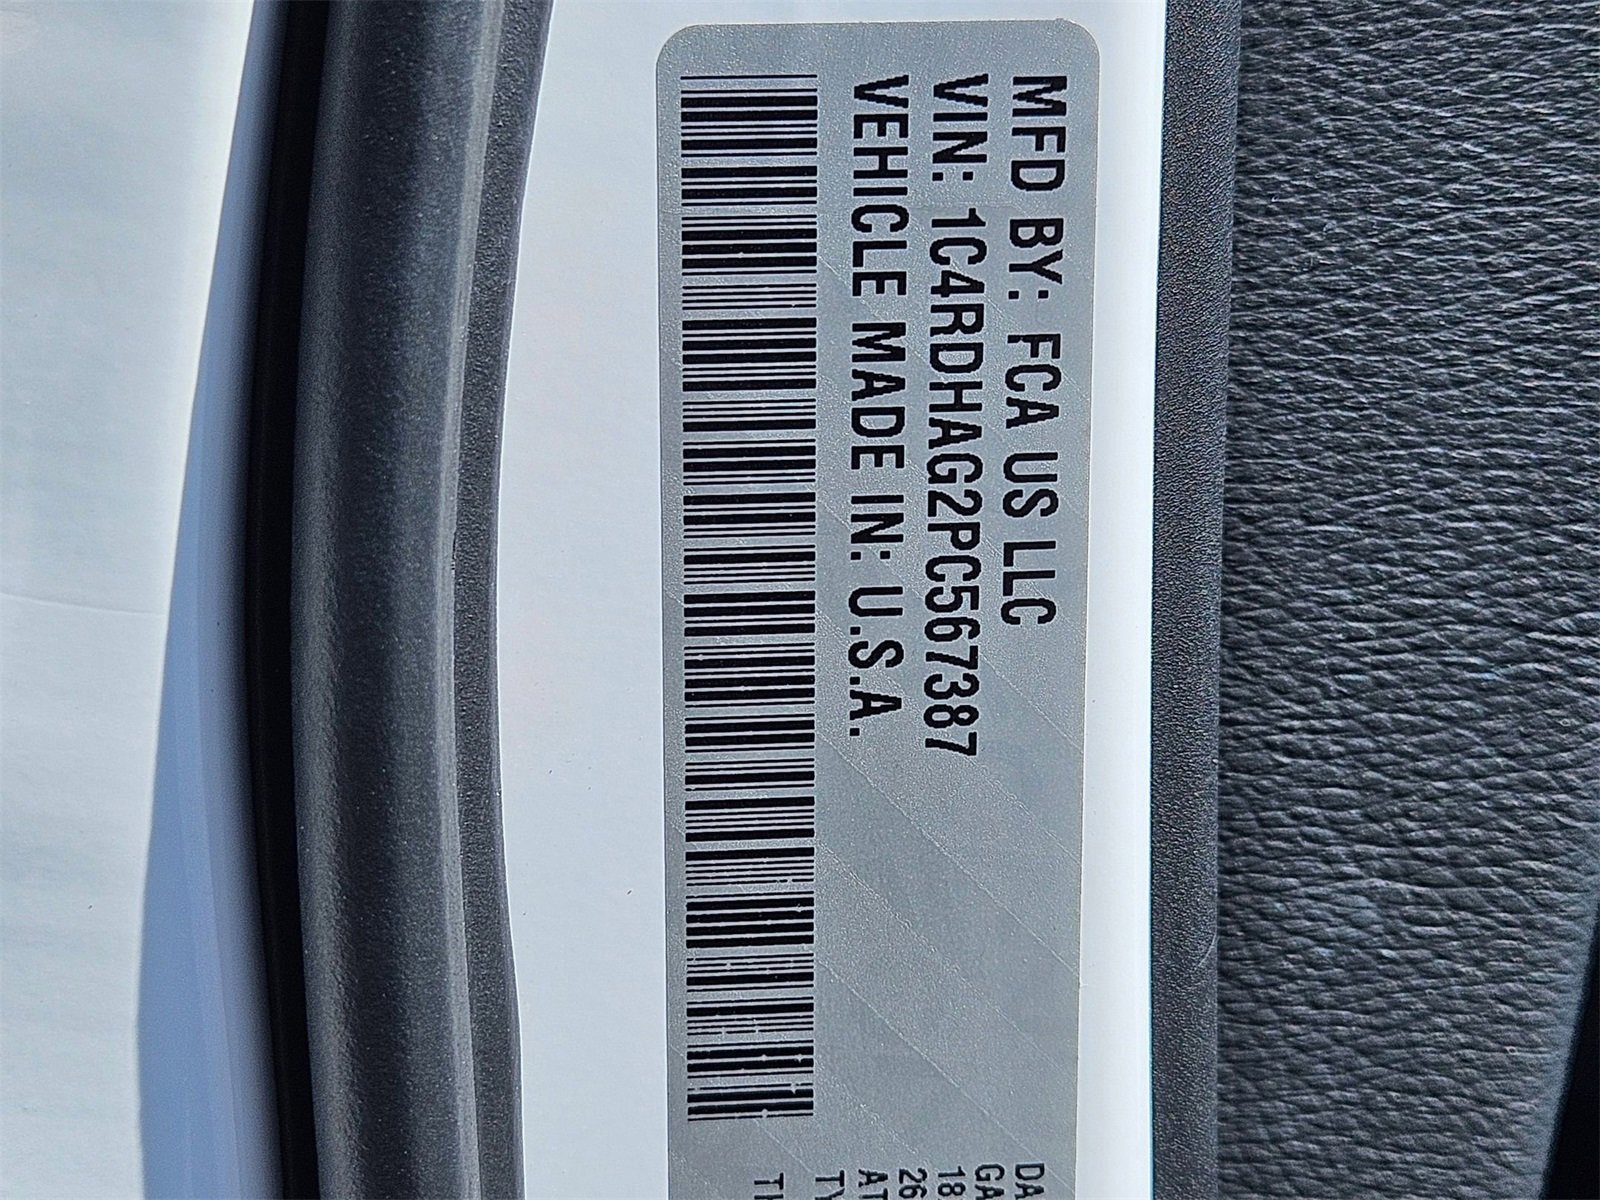 MFD BY: FCA US LLC
VIN: 1C4RDHAG2PC567387
VEHICLE MADE IN: U.S.A.